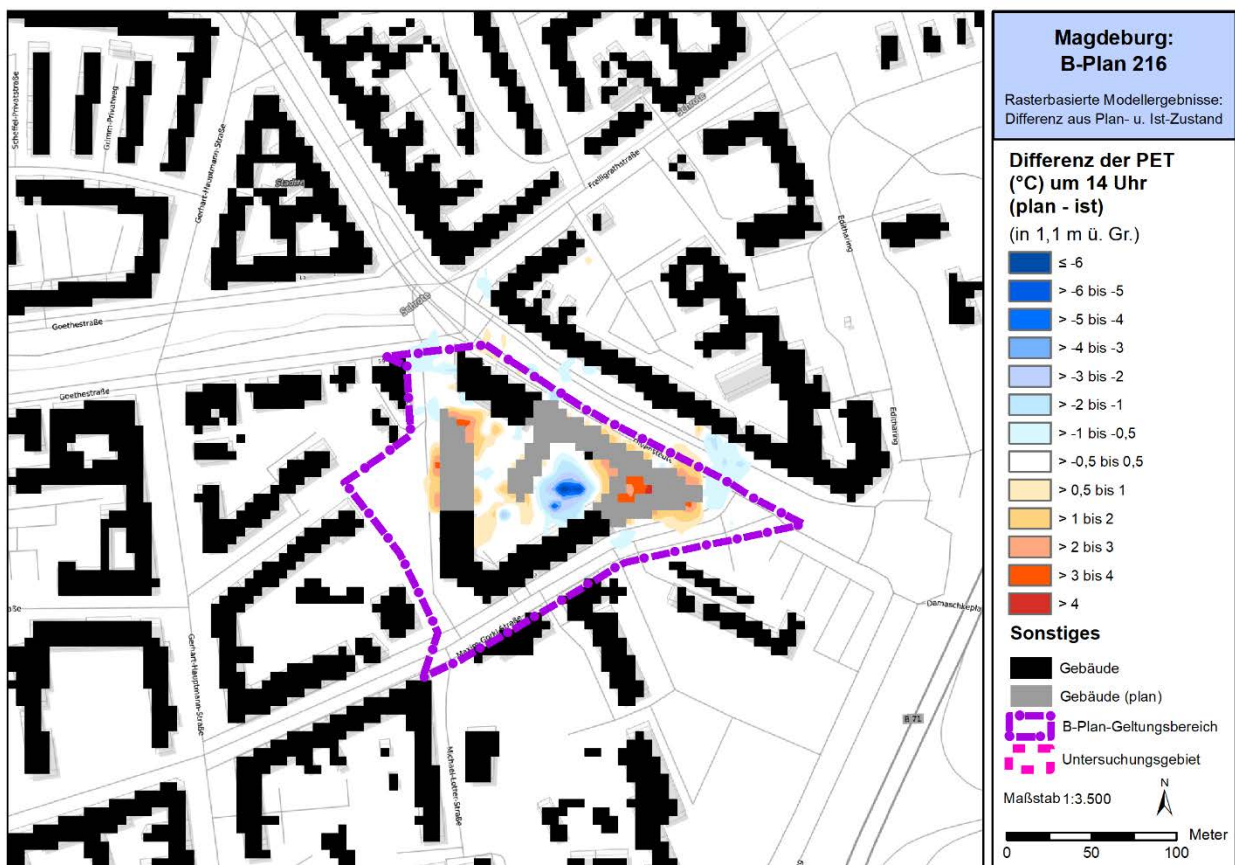 Magdeburg:
B-Plan 216
Rasterbasierte Modellergebnisse:
Differenz aus Plan- u. Ist-Zustand
Differenz der PET
(°C) um 14 Uhr
(plan - ist)
(in 1,1 m ü. Gr.)
≤ -6
> -6 bis -5
> -5 bis -4
> -4 bis -3
> -3 bis -2
> -2 bis -1
> -1 bis -0,5
> -0,5 bis 0,5
> 0,5 bis 1
> 1 bis 2
> 2 bis 3
> 3 bis 4
> 4
Sonstiges
Gebäude
Gebäude (plan)
B-Plan-Geltungsbereich
Untersuchungsgebiet
Maßstab 1:3.500
N
Meter
0 50 100
Scheffel-Privatstraße
Grimm-Privatweg
Gerhart-Hauptmann-Straße
Schrote
Freiligrathstraße
Editharing
Goethestraße
Schrote
Goethestraße
Editharing
Damaschkepla
Maxim-Gorki-Straße
Gerhart-Hauptmann-Straße
Michael-Lotter-Straße
B 71